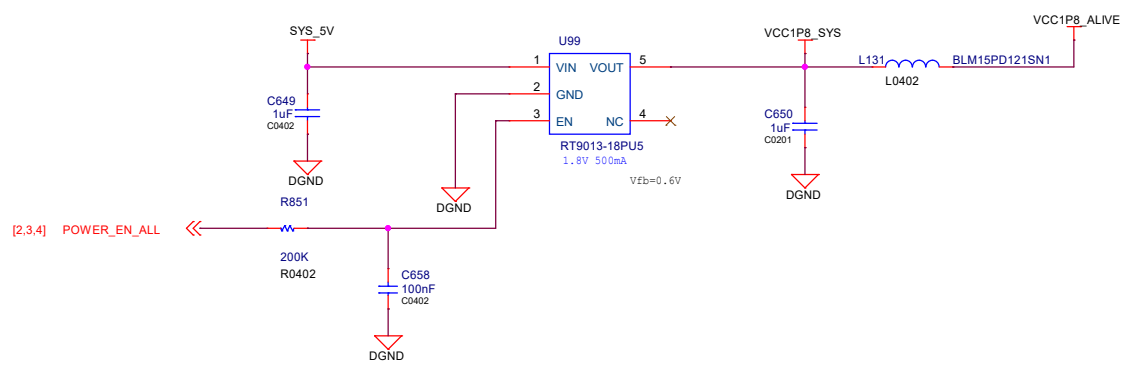 VCC1P8_ALIVE
SYS_5V
U99
VCC1P8_SYS
1 VIN VOUT 5
L131 BLM15PD121SN1
L0402
2 GND
C649
1uF
C0402
3 EN NC 4
C650
1uF
C0201
RT9013-18PU5
1.8V 500mA
Vfb=0.6V
DGND
DGND
DGND
R851
[2,3,4] POWER_EN_ALL
200K
R0402
C658
100nF
C0402
DGND